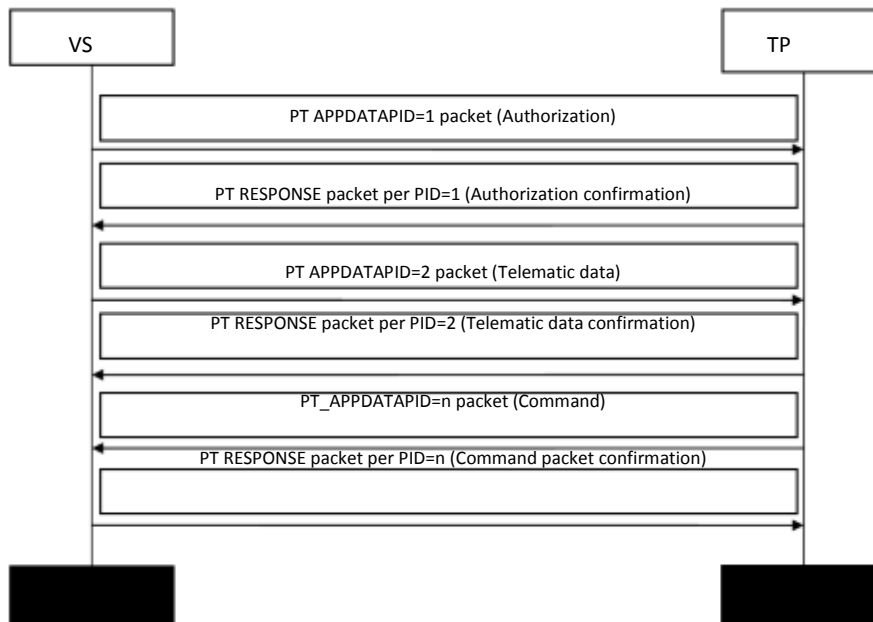 VS
TP
PT APPDATAPID=1 packet (Authorization)
PT RESPONSE packet per PID=1 (Authorization confirmation)
PT APPDATAPID=2 packet (Telematic data)
PT RESPONSE packet per PID=2 (Telematic data confirmation)
PT_APPDATAPID=n packet (Command)
PT RESPONSE packet per PID=n (Command packet confirmation)